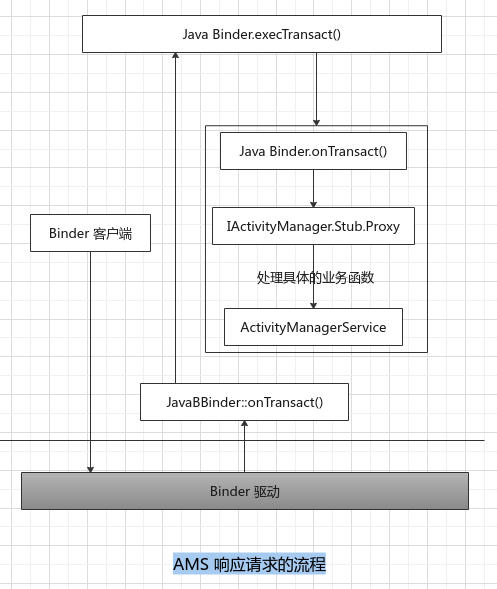 Java Binder.execTransact()
Java Binder.onTransact()
IActivityManager.Stub.Proxy
Binder 客户端
处理具体的业务函数
ActivityManagerService
JavaBBinder::onTransact()
Binder 驱动
AMS 响应请求的流程